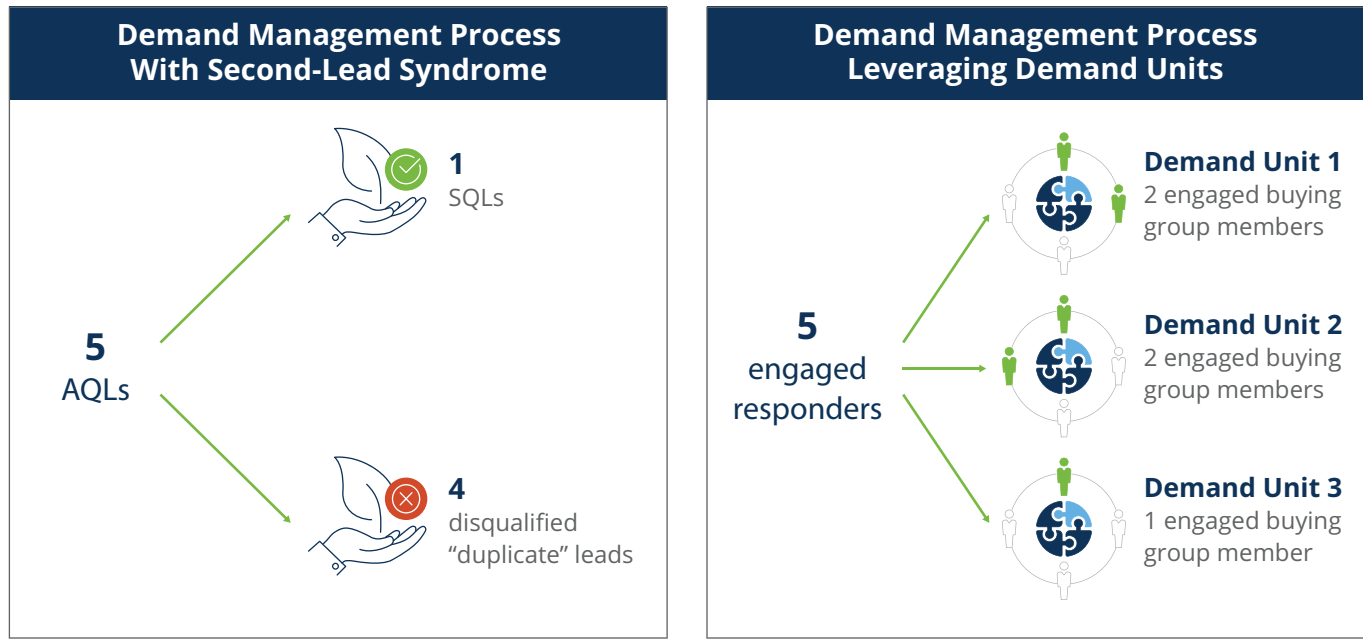 Demand Management Process
With Second-Lead Syndrome
1
SQLs
5
AQLs
4
disqualified
“duplicate” leads
Demand Management Process
Leveraging Demand Units
5
engaged
responders
Demand Unit 1
2 engaged buying
group members
Demand Unit 2
2 engaged buying
group members
Demand Unit 3
1 engaged buying
group member